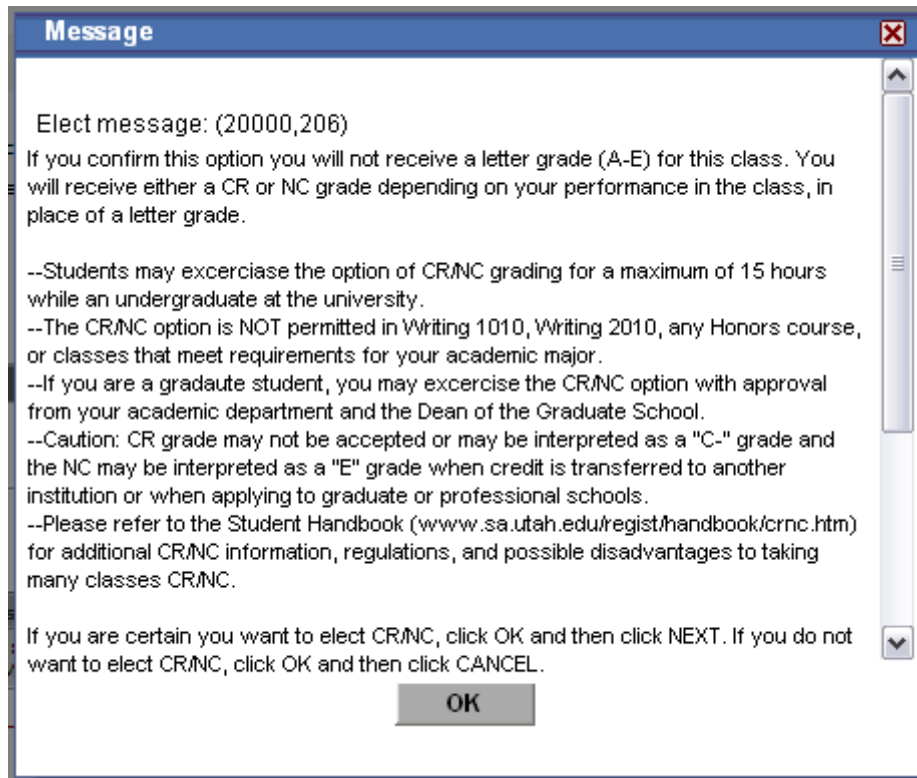 Message
Elect message: (20000,206)
If you confirm this option you will not receive a letter grade (A-E) for this class. You
will receive either a CR or NC grade depending on your performance in the class, in
place of a letter grade.
--Students may excerciase the option of CR/NC grading for a maximum of 15 hours
while an undergraduate at the university.
--The CR/NC option is NOT permitted in Writing 1010, Writing 2010, any Honors course,
or classes that meet requirements for your academic major.
--If you are a gradaute student, you may excercise the CR/NC option with approval
from your academic department and the Dean of the Graduate School.
--Caution: CR grade may not be accepted or may be interpreted as a "C-" grade and
the NC may be interpreted as a "E" grade when credit is transferred to another
institution or when applying to graduate or professional schools.
--Please refer to the Student Handbook (www.sa.utah.edu/regist/handbook/crnc.htm)
for additional CR/NC information, regulations, and possible disadvantages to taking
many classes CR/NC.
If you are certain you want to elect CR/NC, click OK and then click NEXT. If you do not
want to elect CR/NC, click OK and then click CANCEL.
OK